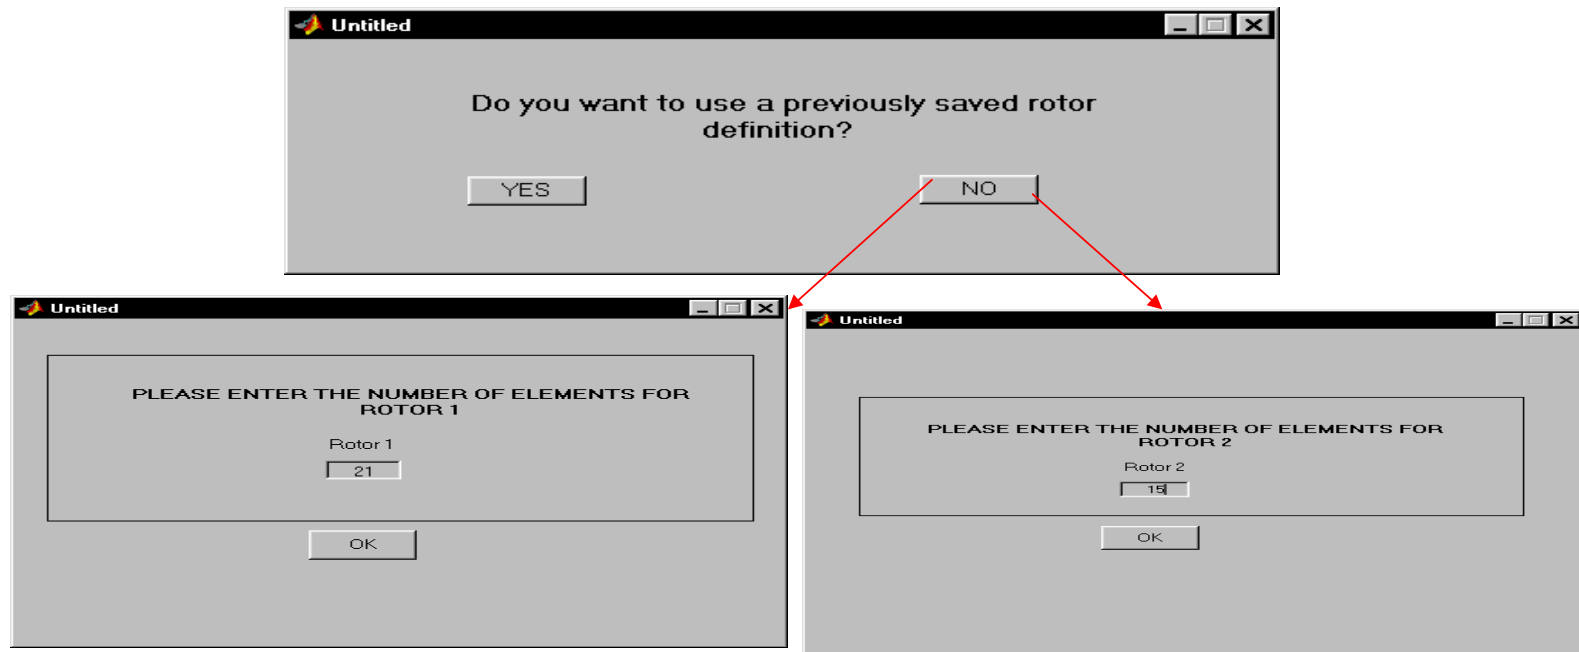 Untitled
Do you want to use a previously saved rotor
definition?
YES
NO
Untitled
PLEASE ENTER THE NUMBER OF ELEMENTS FOR
ROTOR 1
Rotor 1
21
OK
Untitled
PLEASE ENTER THE NUMBER OF ELEMENTS FOR
ROTOR 2
Rotor 2
15
OK